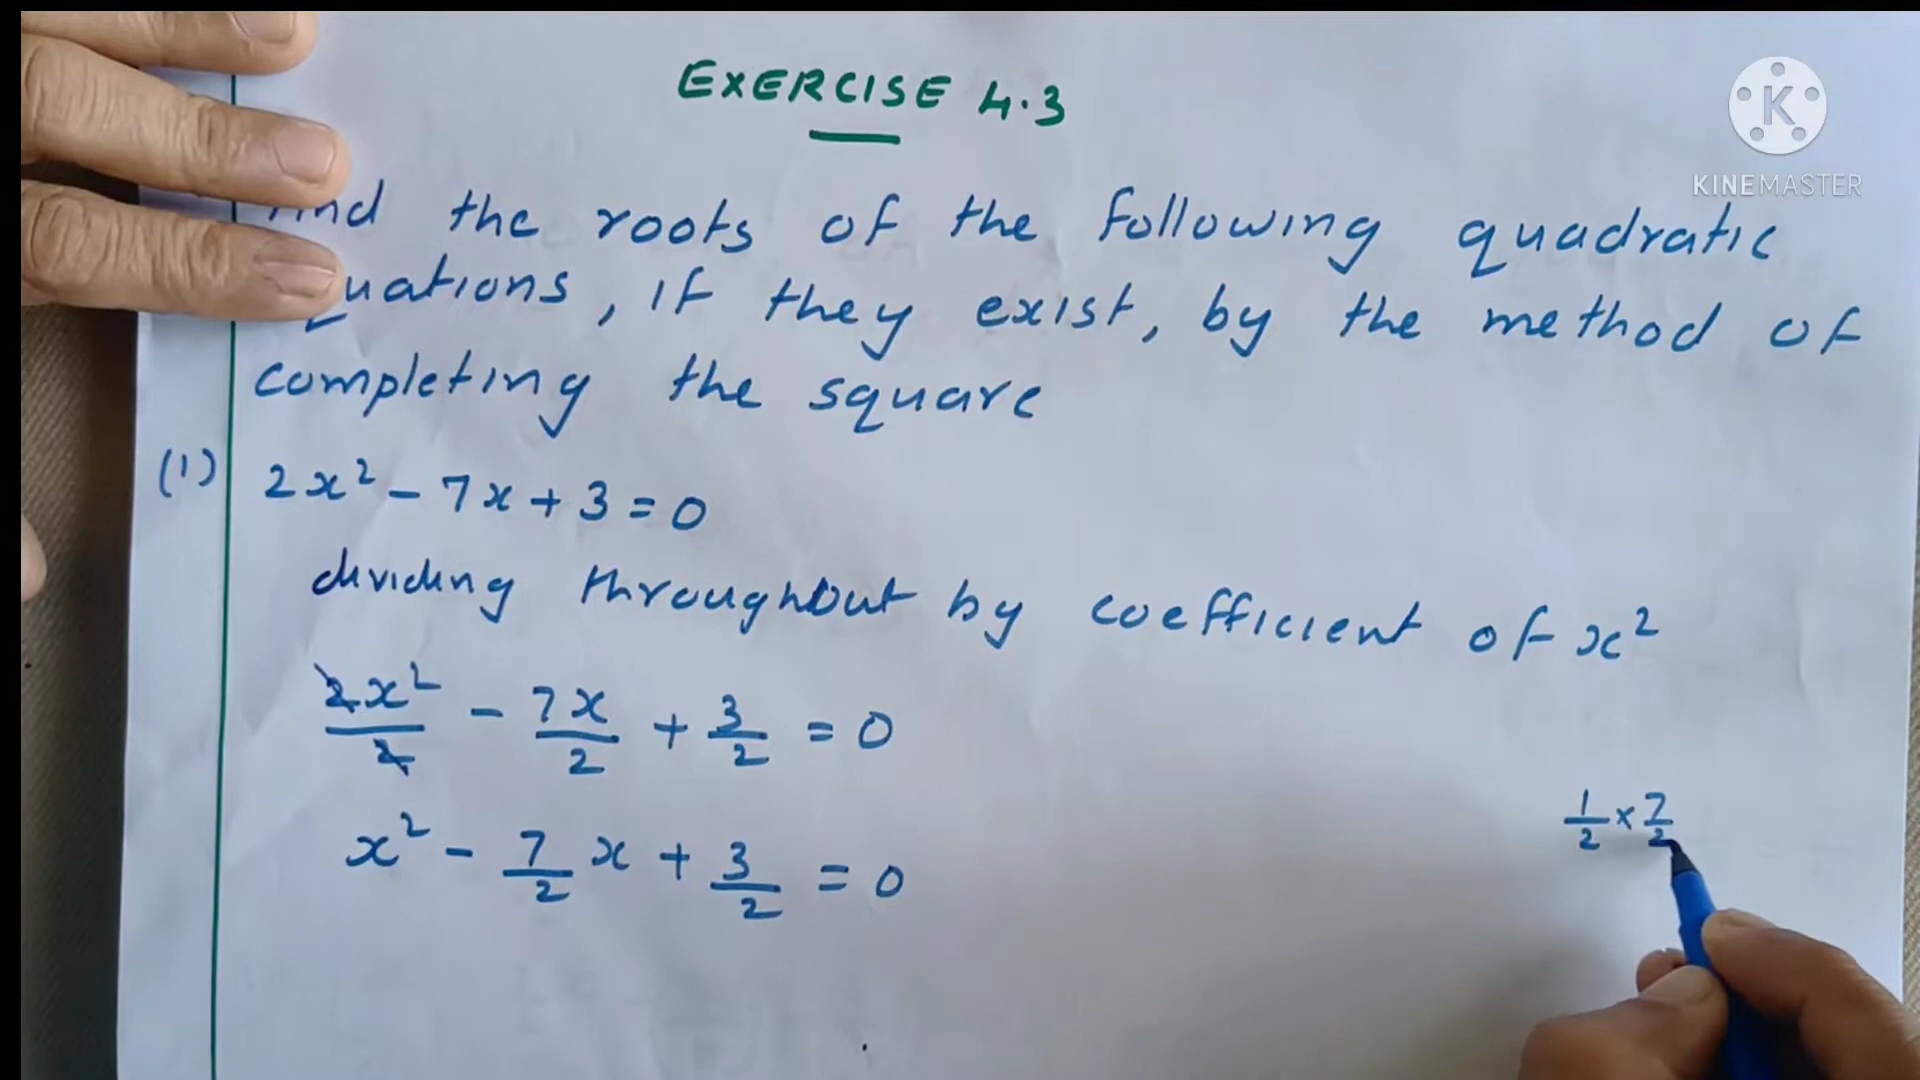 EXERCISE 4.3
KINEMASTER
the roots of the following quadratic
, if they exist, by the method of
completing the square
(1) 2x² - 7x + 3 = 0
dividing throughout by coefficient of x²
2x²/2 - 7x/2 + 3/2 = 0
1/2 × 7/2
x² - 7/2 x + 3/2 = 0